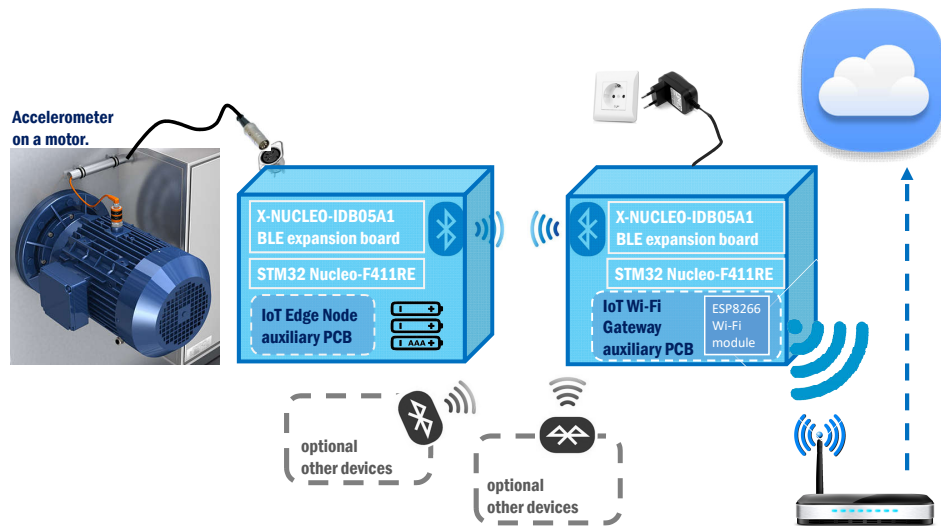 Accelerometer
on a motor.
X-NUCLEO-IDB05A1
BLE expansion board
STM32 Nucleo-F411RE
IoT Edge Node
auxiliary PCB
AAA
X-NUCLEO-IDB05A1
BLE expansion board
STM32 Nucleo-F411RE
IoT Wi-Fi
Gateway
auxiliary PCB
ESP8266
Wi-Fi
module
optional
other devices
optional
other devices